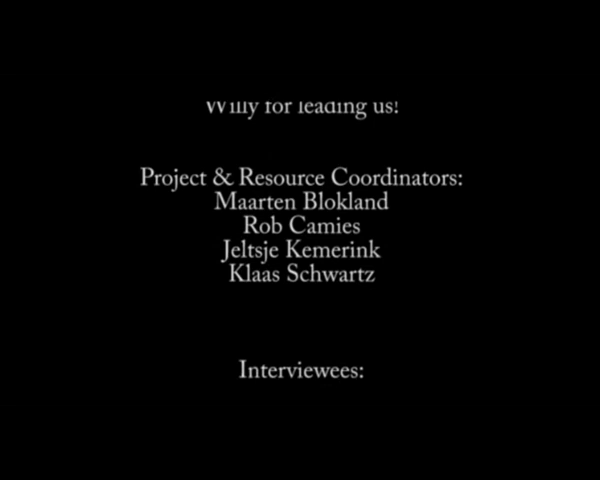 Willy for leading us!
Project & Resource Coordinators:
Maarten Blokland
Rob Camies
Jeltsje Kemerink
Klaas Schwartz
Interviewees: